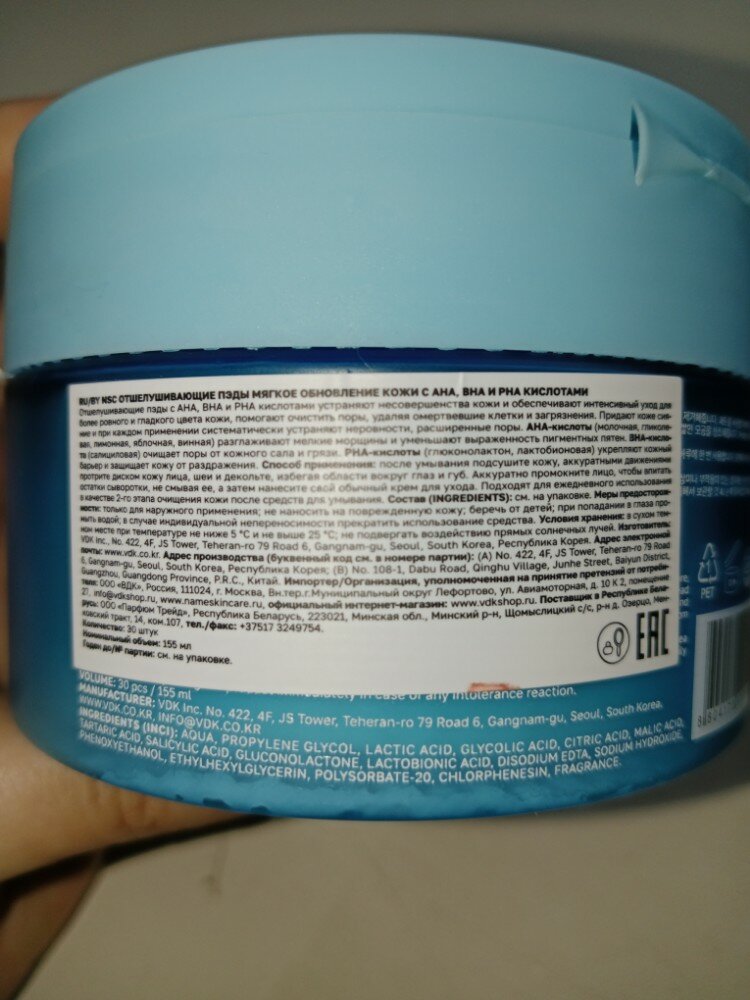 RU/BY NSC ОТШЕЛУШИВАЮЩИЕ ПЭДЫ МЯГКОЕ ОБНОВЛЕНИЕ КОЖИ С AHA, BHA И PHA КИСЛОТАМИ
Отшелушивающие пэды с AHA, BHA и PHA кислотами устраняют несовершенства кожи и обеспечивают интенсивный уход для
более ровного и гладкого цвета кожи, помогают очистить поры, удаляя омертвевшие клетки и загрязнения. Придают коже сия-
ние и при каждом применении систематически устраняют неровности, расширенные поры. AHA-кислоты (молочная, гликоле-
вая, лимонная, яблочная, винная) разглаживают мелкие морщины и уменьшают выраженность пигментных пятен. BHA-кисло-
та (салициловая) очищает поры от кожного сала и грязи. PHA-кислоты (глюконолактон, лактобионовая) укрепляют кожный
барьер и защищает кожу от раздражения. Способ применения: после умывания подсушите кожу, аккуратными движениями
протрите диском кожу лица, шеи и декольте, избегая области вокруг глаз и губ. Аккуратно промокните лицо, чтобы впитать
остатки сыворотки, не смывая ее, а затем нанесите свой обычный крем для ухода. Подходят для ежедневного использования
в качестве 2-го этапа очищения кожи после средств для умывания. Состав (INGREDIENTS): см. на упаковке. Меры предосторож-
ности: только для наружного применения; не наносить на поврежденную кожу; беречь от детей; при попадании в глаза про-
мыть водой; в случае индивидуальной непереносимости прекратить использование средства. Условия хранения: в сухом тем-
ном месте при температуре не ниже 5 °C и не выше 25 °C; не подвергать воздействию прямых солнечных лучей. Изготовитель:
VDK Inc., No. 422, 4F, JS Tower, Teheran-ro 79 Road 6, Gangnam-gu, Seoul, South Korea, Республика Корея. Адрес электронной
почты: www.vdk.co.kr. Адрес производства (буквенный код см. в номере партии): (A) No. 422, 4F, JS Tower, Teheran-ro 79 Road
6, Gangnam-gu, Seoul, South Korea, Республика Корея; (B) No. 108-1, Dabu Road, Qinghu Village, Junhe Street, Baiyun District,
Guangzhou, Guangdong Province, P.R.C., Китай. Импортер/Организация, уполномоченная на принятие претензий от потреби-
теля: ООО «ВДК», Россия, 111024, г. Москва, Вн.тер.г.Муниципальный округ Лефортово, ул. Авиамоторная, д. 10 К 2, помещение
27, info@vdkshop.ru, www.nameskincare.ru, официальный интернет-магазин: www.vdkshop.ru. Поставщик в Республике Бела-
русь: ООО «Парфюм Трейд», Республика Беларусь, 223021, Минская обл., Минский р-н, Щомыслицкий с/с, р-н д. Озерцо, Мен-
ковский тракт, 14, ком.107, тел./факс: +37517 3249754.
Количество: 30 штук
Номинальный объем: 155 мл
Годен до/№ партии: см. на упаковке.
EAC
PET
immediately in case of any intolerance reaction.
VOLUME: 30 pcs / 155 ml
MANUFACTURER: VDK Inc. No. 422, 4F, JS Tower, Teheran-ro 79 Road 6, Gangnam-gu, Seoul, South Korea.
WWW.VDK.CO.KR, INFO@VDK.CO.KR
INGREDIENTS (INCI): AQUA, PROPYLENE GLYCOL, LACTIC ACID, GLYCOLIC ACID, CITRIC ACID, MALIC ACID,
TARTARIC ACID, SALICYLIC ACID, GLUCONOLACTONE, LACTOBIONIC ACID, DISODIUM EDTA, SODIUM HYDROXIDE,
PHENOXYETHANOL, ETHYLHEXYLGLYCERIN, POLYSORBATE-20, CHLORPHENESIN, FRAGRANCE.